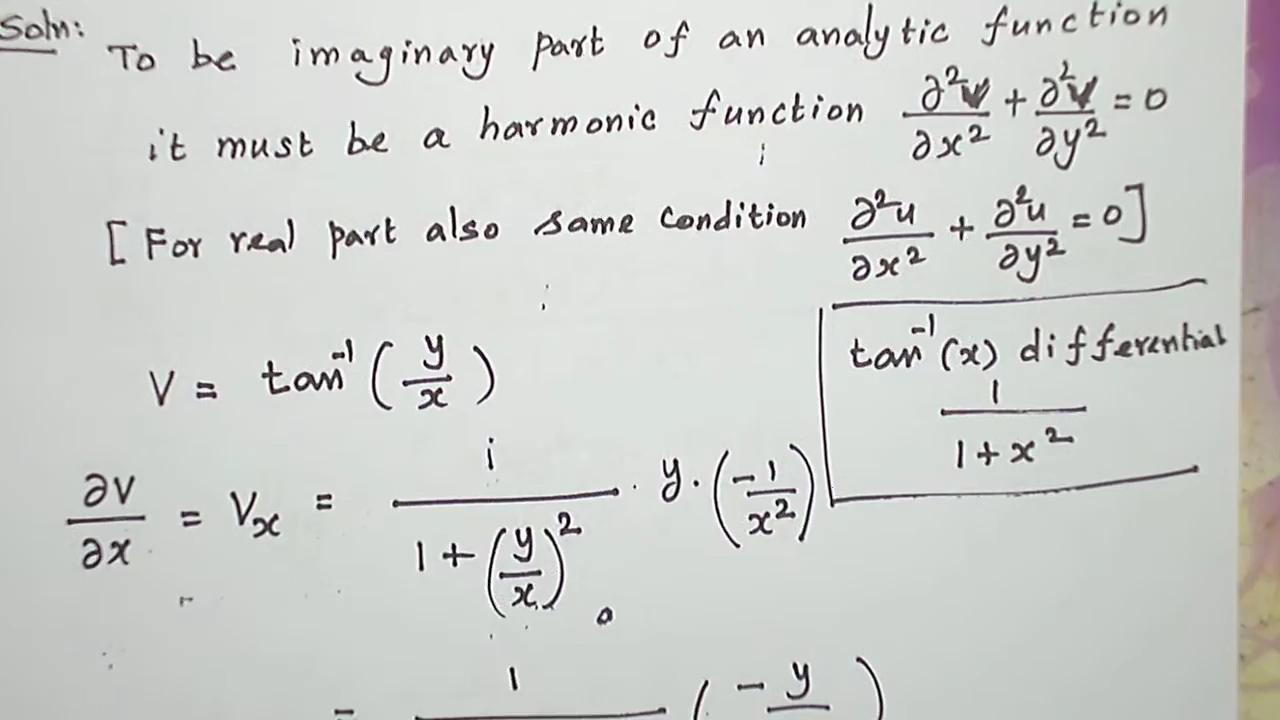 Soln: To be imaginary part of an analytic function
it must be a harmonic function ∂²v/∂x² + ∂²v/∂y² = 0
[For real part also same condition ∂²u/∂x² + ∂²u/∂y² = 0]
V = tan⁻¹(y/x)
tan⁻¹(x) differential
1/(1+x²)
∂V/∂x = Vₓ = 1/(1+(y/x)²) · y·(-1/x²)
= 1 (-y)